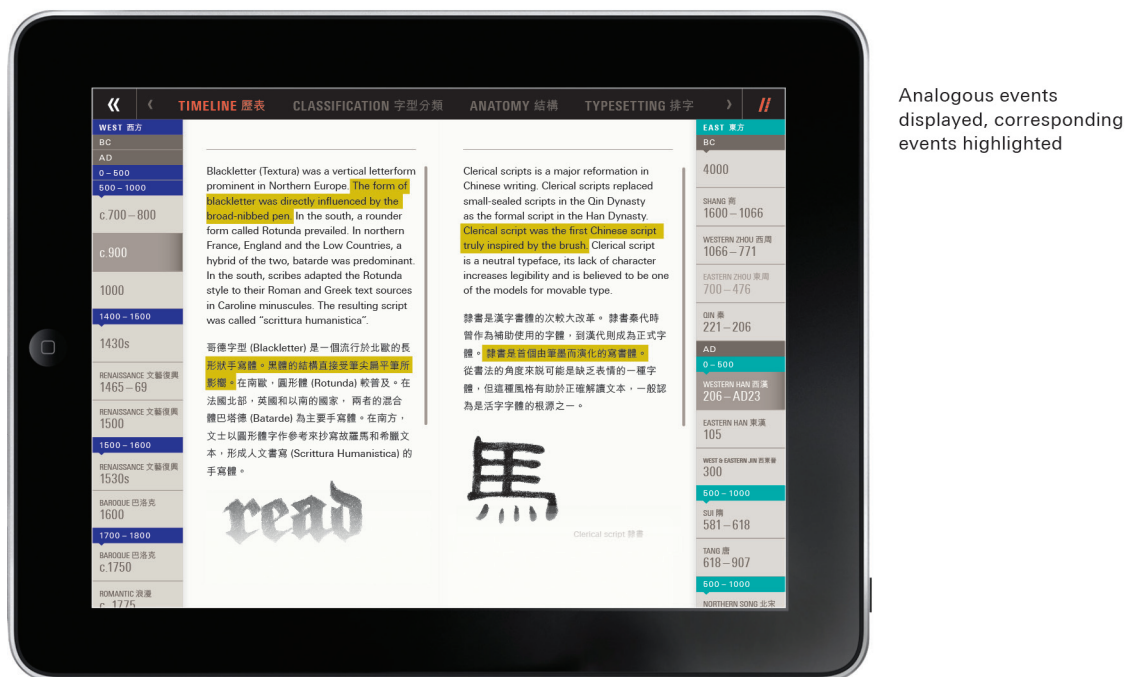 « ‹ TIMELINE 歷表 CLASSIFICATION 字型分類 ANATOMY 結構 TYPESETTING 排字 › //
WEST 西方
BC
AD
0 – 500
500 – 1000
c.700 – 800
c.900
1000
1400 – 1500
1430s
RENAISSANCE 文藝復興
1465 – 69
RENAISSANCE 文藝復興
1500
1500 – 1600
RENAISSANCE 文藝復興
1530s
BAROQUE 巴洛克
1600
1700 – 1800
BAROQUE 巴洛克
c.1750
ROMANTIC 浪漫
c. 1775
Blackletter (Textura) was a vertical letterform
prominent in Northern Europe. The form of
blackletter was directly influenced by the
broad-nibbed pen. In the south, a rounder
form called Rotunda prevailed. In northern
France, England and the Low Countries, a
hybrid of the two, batarde was predominant.
In the south, scribes adapted the Rotunda
style to their Roman and Greek text sources
in Caroline minuscules. The resulting script
was called “scrittura humanistica”.
哥德字型 (Blackletter) 是一個流行於北歐的長
形狀手寫體。黑體的結構直接受筆尖扁平筆所
影響。在南歐，圓形體 (Rotunda) 較普及。在
法國北部，英國和以南的國家， 兩者的混合
體巴塔德 (Batarde) 為主要手寫體。在南方，
文士以圓形體字作參考來抄寫故羅馬和希臘文
本，形成人文書寫 (Scrittura Humanistica) 的
手寫體。
read
Clerical scripts is a major reformation in
Chinese writing. Clerical scripts replaced
small-sealed scripts in the Qin Dynasty
as the formal script in the Han Dynasty.
Clerical script was the first Chinese script
truly inspired by the brush. Clerical script
is a neutral typeface, its lack of character
increases legibility and is believed to be one
of the models for movable type.
隸書是漢字書體的次較大改革。 隸書秦代時
曾作為補助使用的字體，到漢代則成為正式字
體。隸書是首個由筆墨而演化的寫書體。
從書法的角度來說可能是缺乏表情的一種字
體，但這種風格有助於正確解讀文本，一般認
為是活字字體的根源之一。
馬
Clerical script 隸書
EAST 東方
BC
4000
SHANG 商
1600 – 1066
WESTERN ZHOU 西周
1066 – 771
EASTERN ZHOU 東周
700 – 476
QIN 秦
221 – 206
AD
0 – 500
WESTERN HAN 西漢
206 – AD23
EASTERN HAN 東漢
105
WEST & EASTERN JIN 西東晉
300
500 – 1000
SUI 隋
581 – 618
TANG 唐
618 – 907
500 – 1000
NORTHERN SONG 北宋
Analogous events
displayed, corresponding
events highlighted